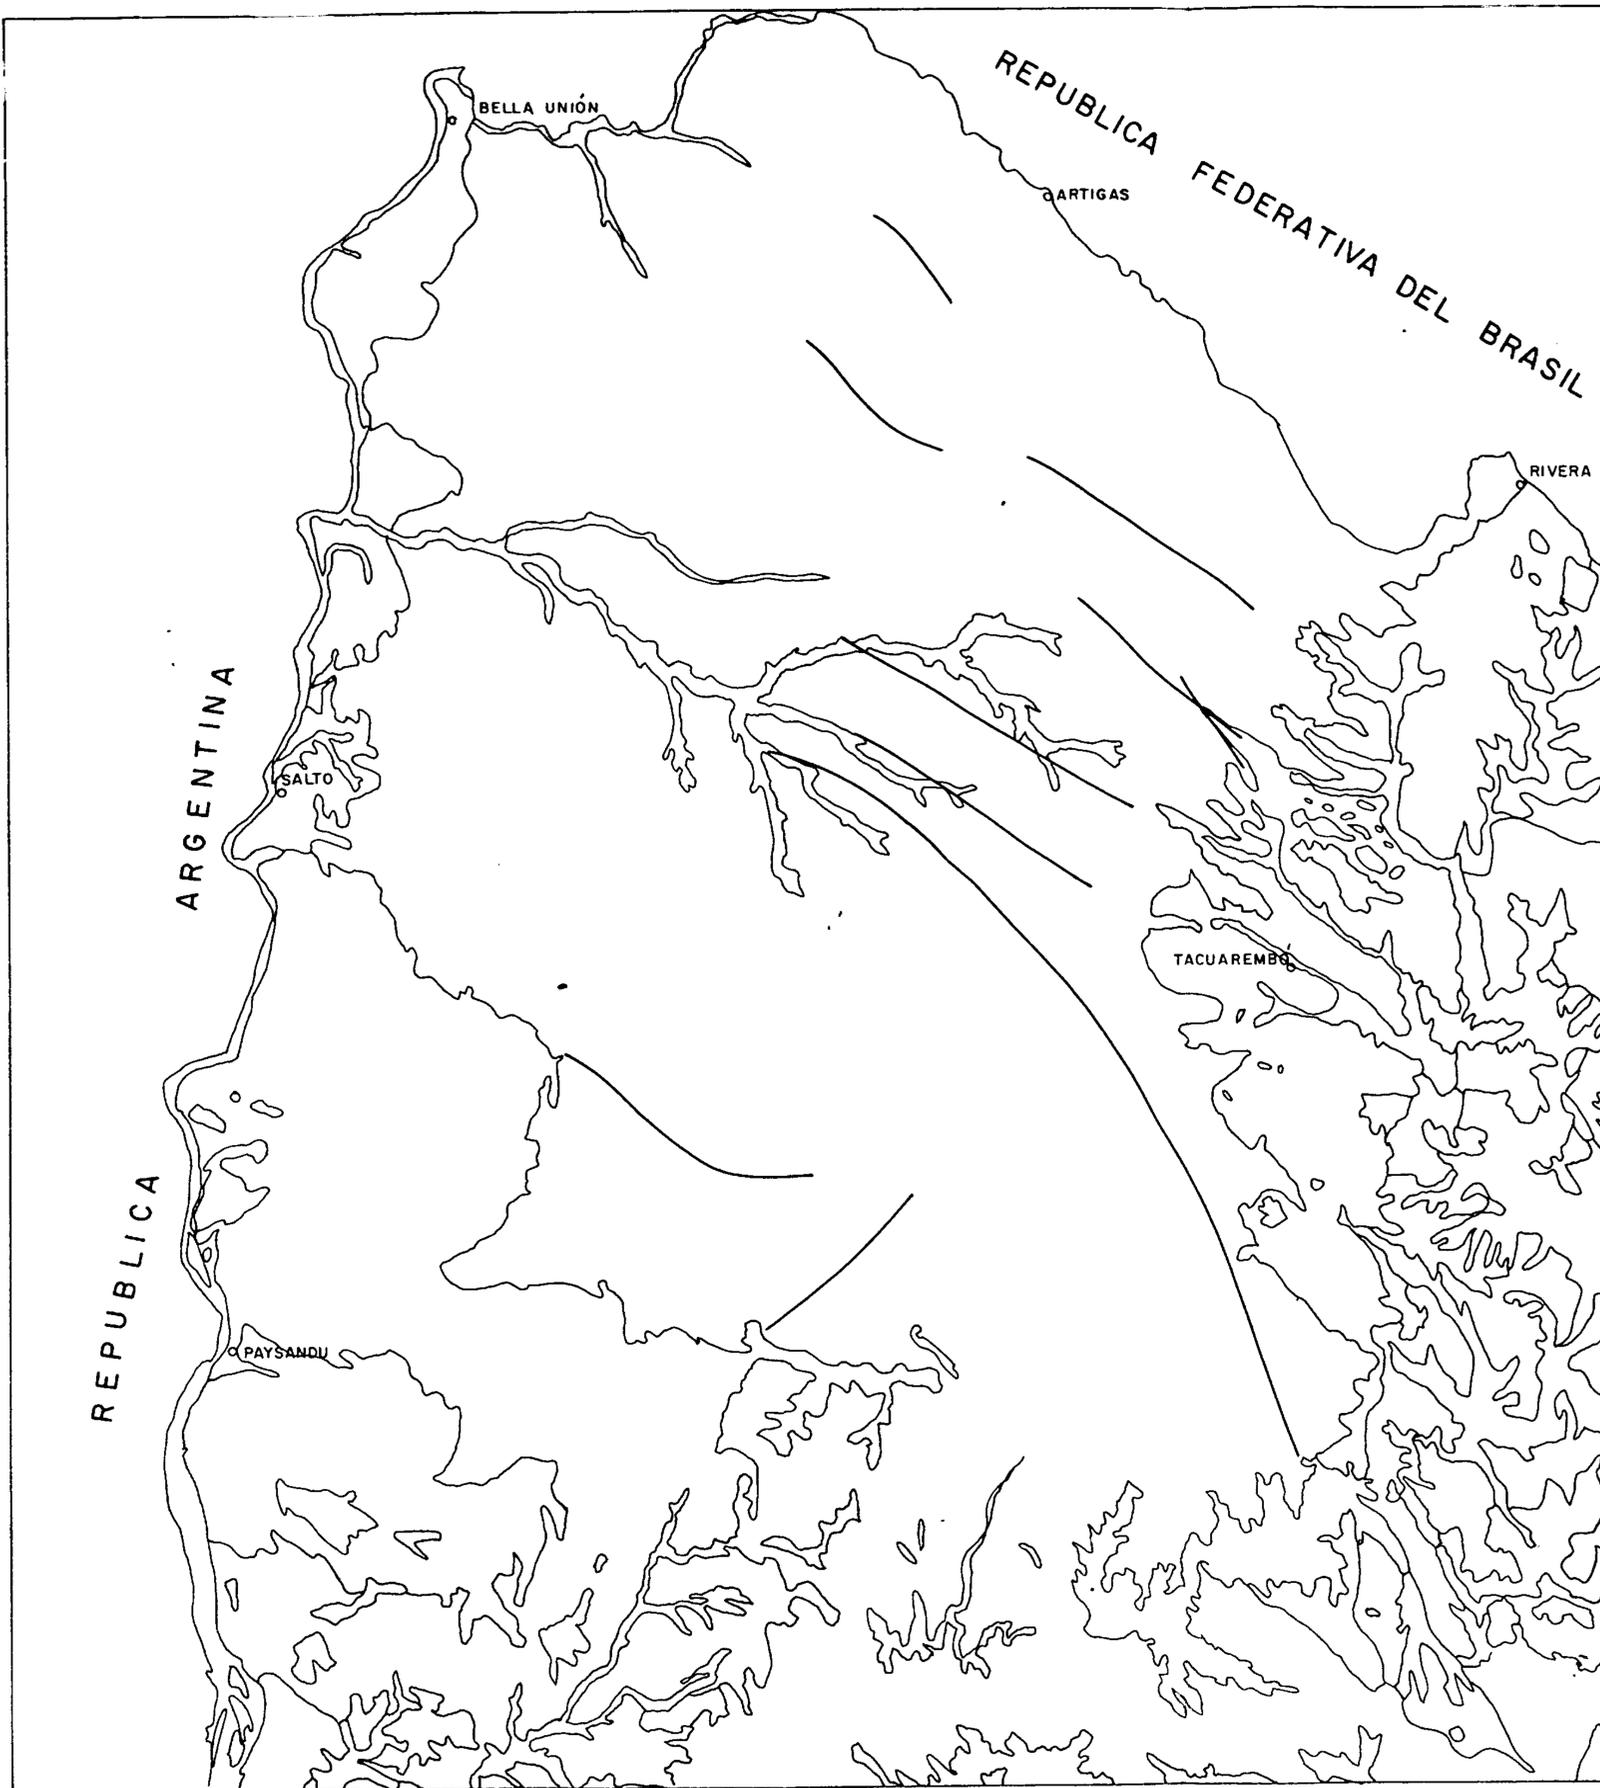 REPUBLICA FEDERATIVA DEL BRASIL
BELLA UNIÓN
ARTIGAS
RIVERA
REPUBLICA ARGENTINA
SALTO
TACUAREMBÓ
PAYSANDU